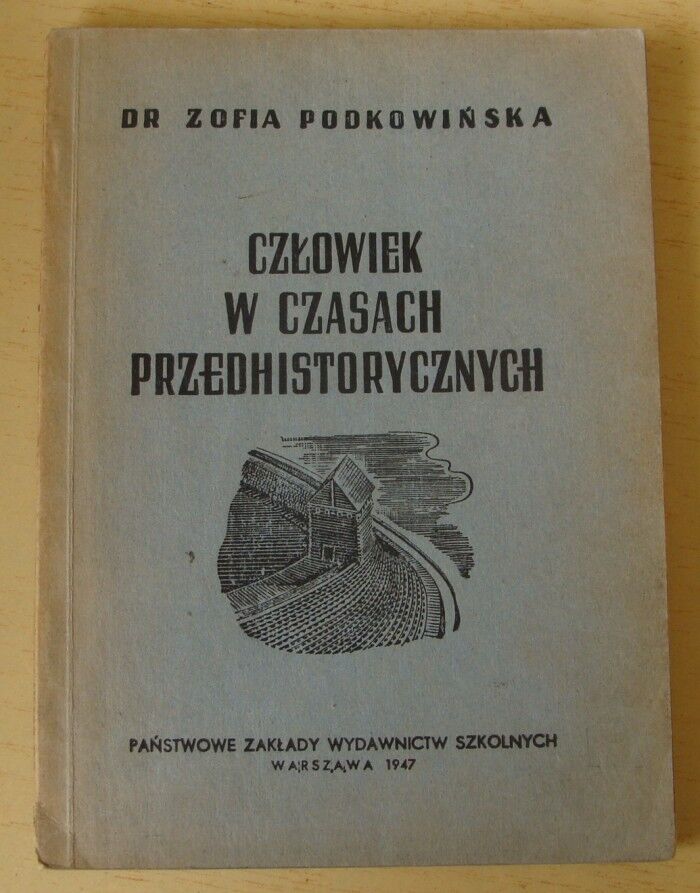 DR ZOFIA PODKOWIŃSKA
CZŁOWIEK
W CZASACH
PRZEDHISTORYCZNYCH
PAŃSTWOWE ZAKŁADY WYDAWNICTW SZKOLNYCH
WARSZAWA 1947